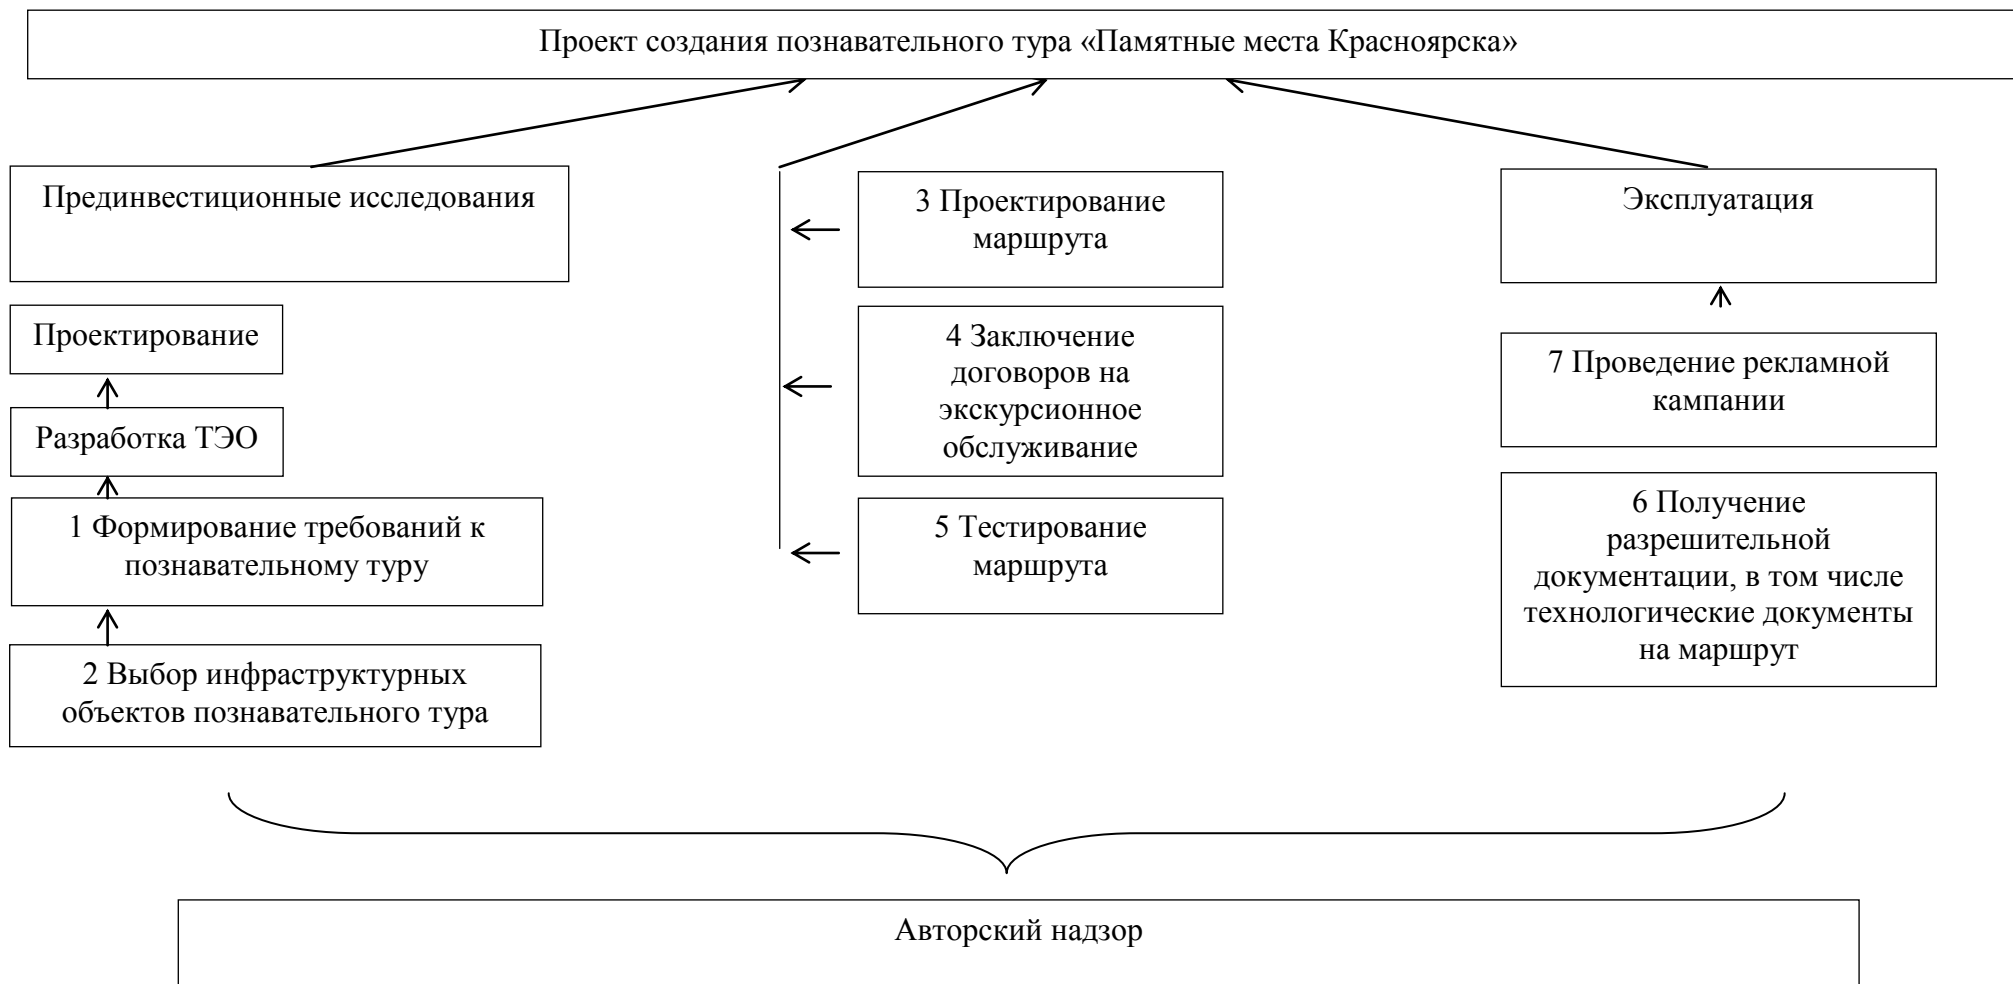 Проект создания познавательного тура «Памятные места Красноярска»
Прединвестиционные исследования
Проектирование
Разработка ТЭО
1 Формирование требований к
познавательному туру
2 Выбор инфраструктурных
объектов познавательного тура
3 Проектирование
маршрута
4 Заключение
договоров на
экскурсионное
обслуживание
5 Тестирование
маршрута
Эксплуатация
7 Проведение рекламной
кампании
6 Получение
разрешительной
документации, в том числе
технологические документы
на маршрут
Авторский надзор